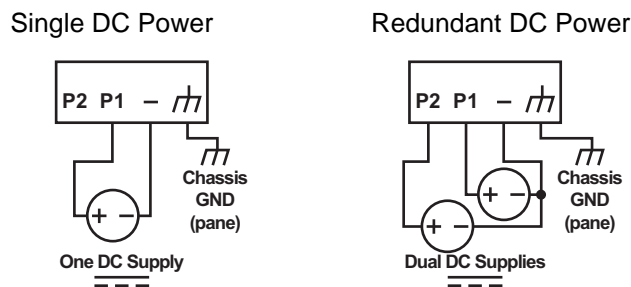 Single DC Power
P2 P1 −
+ −
Chassis
GND
(pane)
One DC Supply
Redundant DC Power
P2 P1 −
+ −
+ −
Chassis
GND
(pane)
Dual DC Supplies